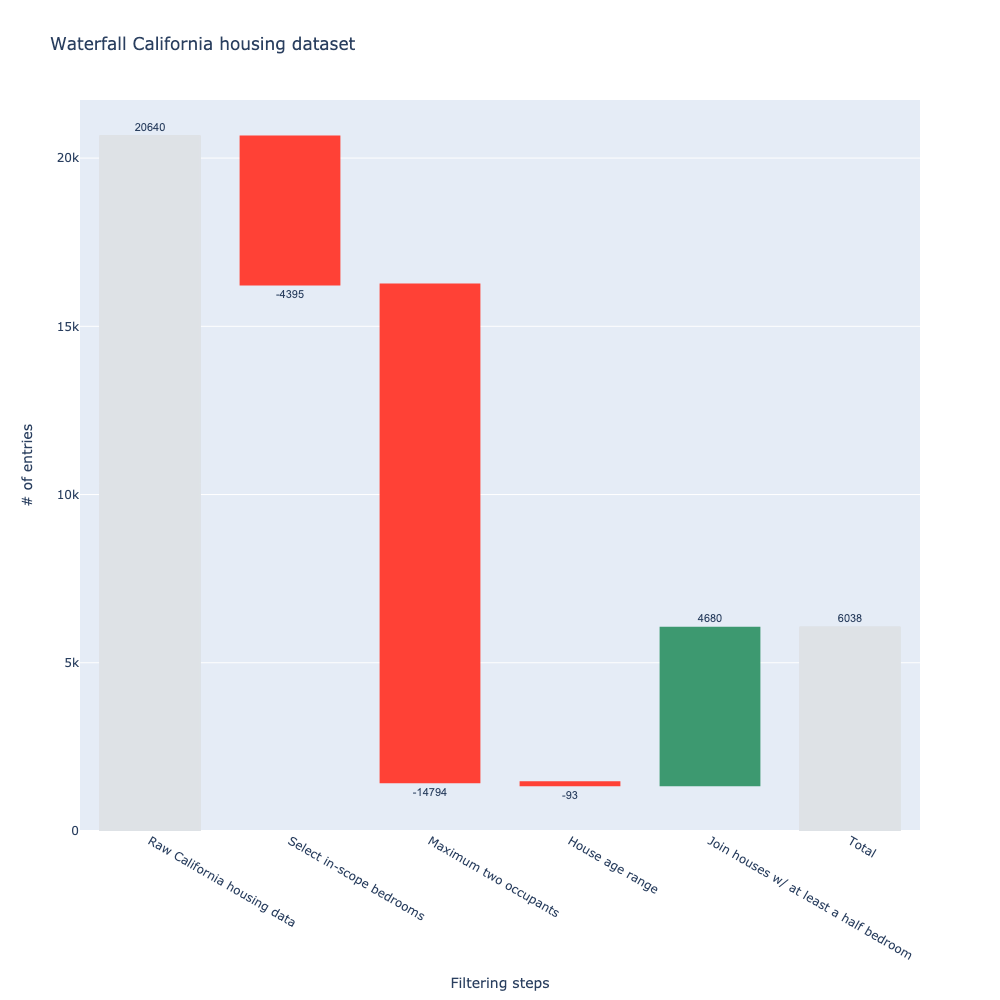 Waterfall California housing dataset
# of entries
20k
15k
10k
5k
0
20640
-4395
-14794
-93
4680
6038
Raw California housing data
Select in-scope bedrooms
Maximum two occupants
House age range
Join houses w/ at least a half bedroom
Total
Filtering steps